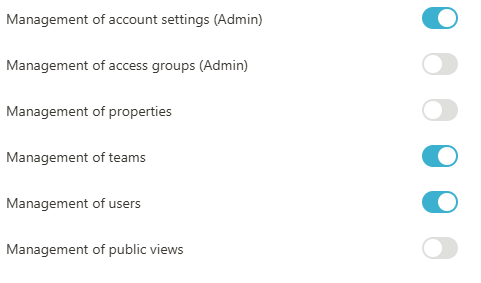 Management of account settings (Admin)
Management of access groups (Admin)
Management of properties
Management of teams
Management of users
Management of public views